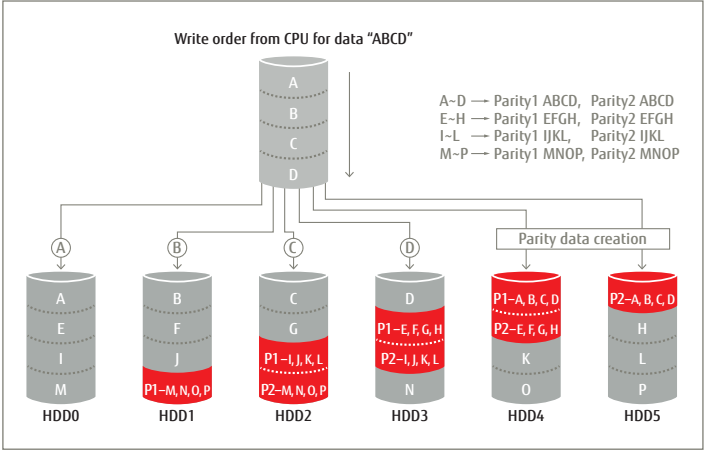 Write order from CPU for data “ABCD”
A
B
C
D
A~D → Parity1 ABCD, Parity2 ABCD
E~H → Parity1 EFGH, Parity2 EFGH
I~L → Parity1 IJKL, Parity2 IJKL
M~P → Parity1 MNOP, Parity2 MNOP
A
B
C
D
Parity data creation
A
E
I
M
HDD0
B
F
J
P1–M, N, O, P
HDD1
C
G
P1–I, J, K, L
P2–M, N, O, P
HDD2
D
P1–E, F, G, H
P2–I, J, K, L
N
HDD3
P1–A, B, C, D
P2–E, F, G, H
K
O
HDD4
P2–A, B, C, D
H
L
P
HDD5